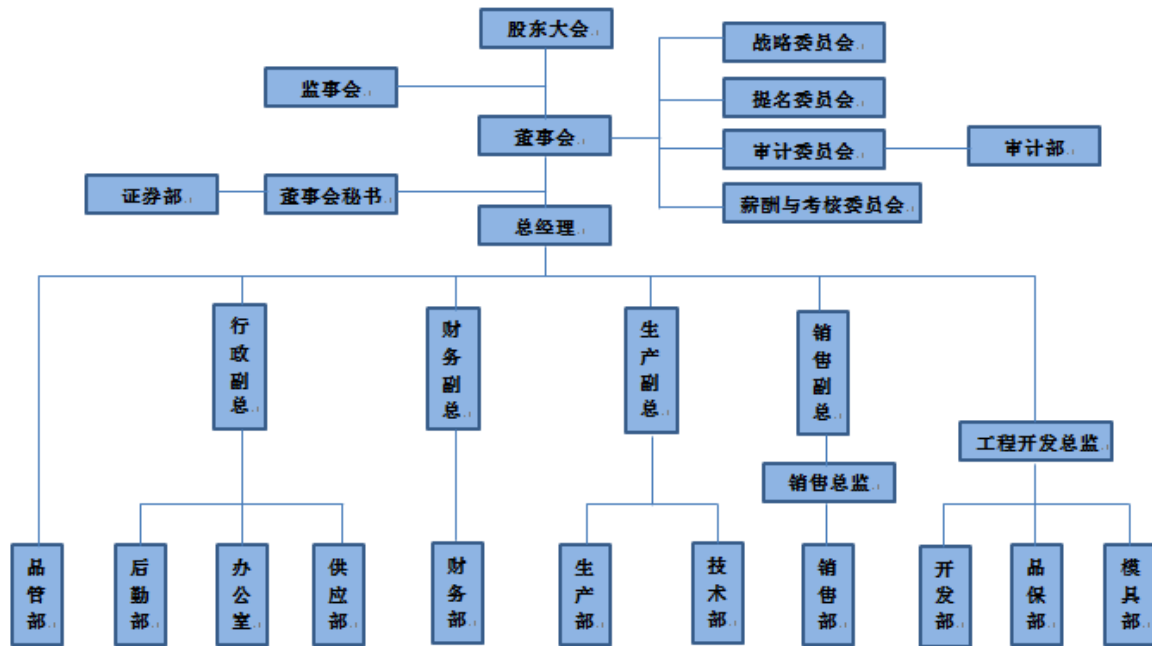 股东大会
战略委员会
监事会
提名委员会
董事会
审计委员会
审计部
证券部
董事会秘书
薪酬与考核委员会
总经理
行政副总
财务副总
生产副总
销售副总
工程开发总监
销售总监
品管部
后勤部
办公室
供应部
财务部
生产部
技术部
销售部
开发部
品保部
模具部